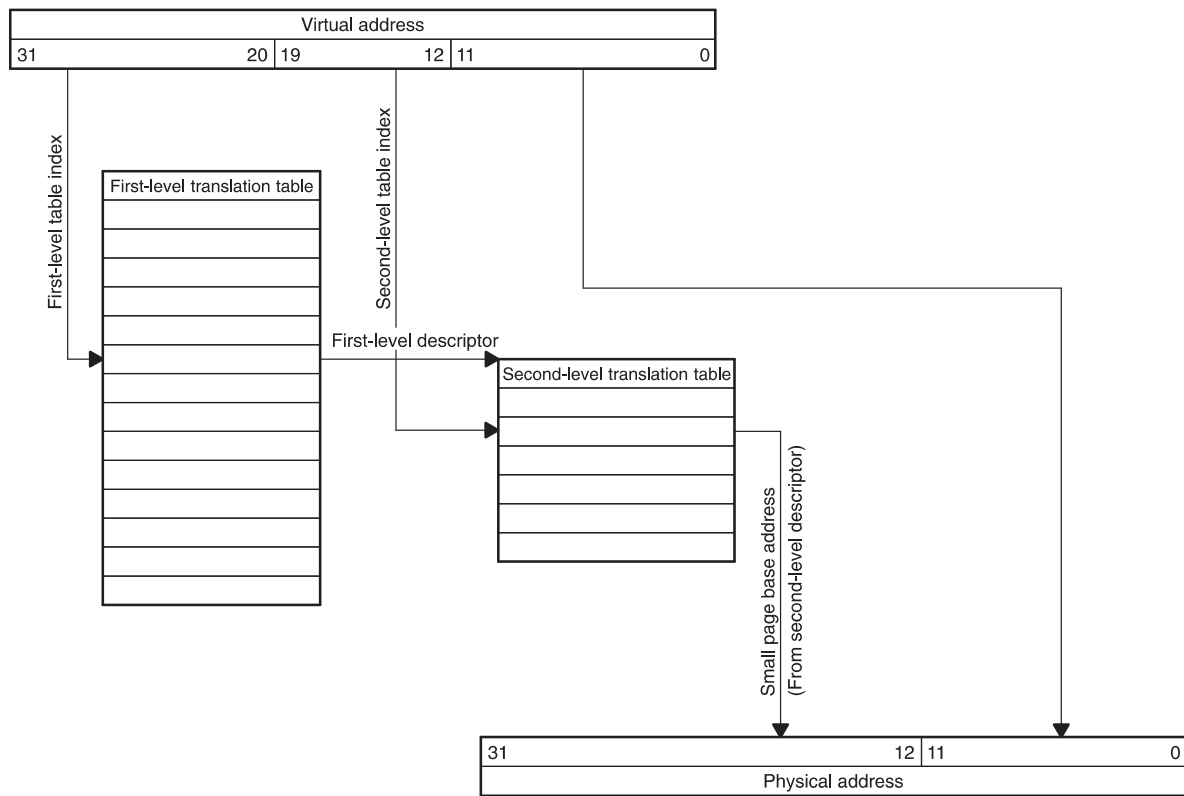 Virtual address
31 20 19 12 11 0
First-level table index
Second-level table index
First-level translation table
First-level descriptor
Second-level translation table
Small page base address
(From second-level descriptor)
31 12 11 0
Physical address